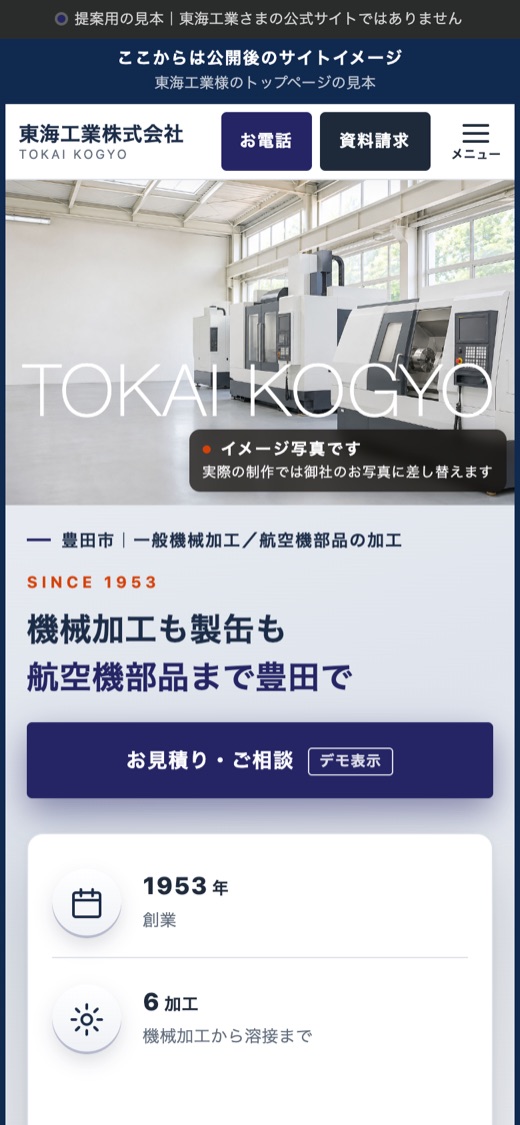 提案用の見本｜東海工業さまの公式サイトではありません
ここからは公開後のサイトイメージ
東海工業様のトップページの見本
東海工業株式会社
TOKAI KOGYO
お電話
資料請求
メニュー
TOKAI KOGYO
イメージ写真です
実際の制作では御社のお写真に差し替えます
豊田市｜一般機械加工／航空機部品の加工
SINCE 1953
機械加工も製缶も
航空機部品まで豊田で
お見積り・ご相談 デモ表示
1953 年
創業
6 加工
機械加工から溶接まで